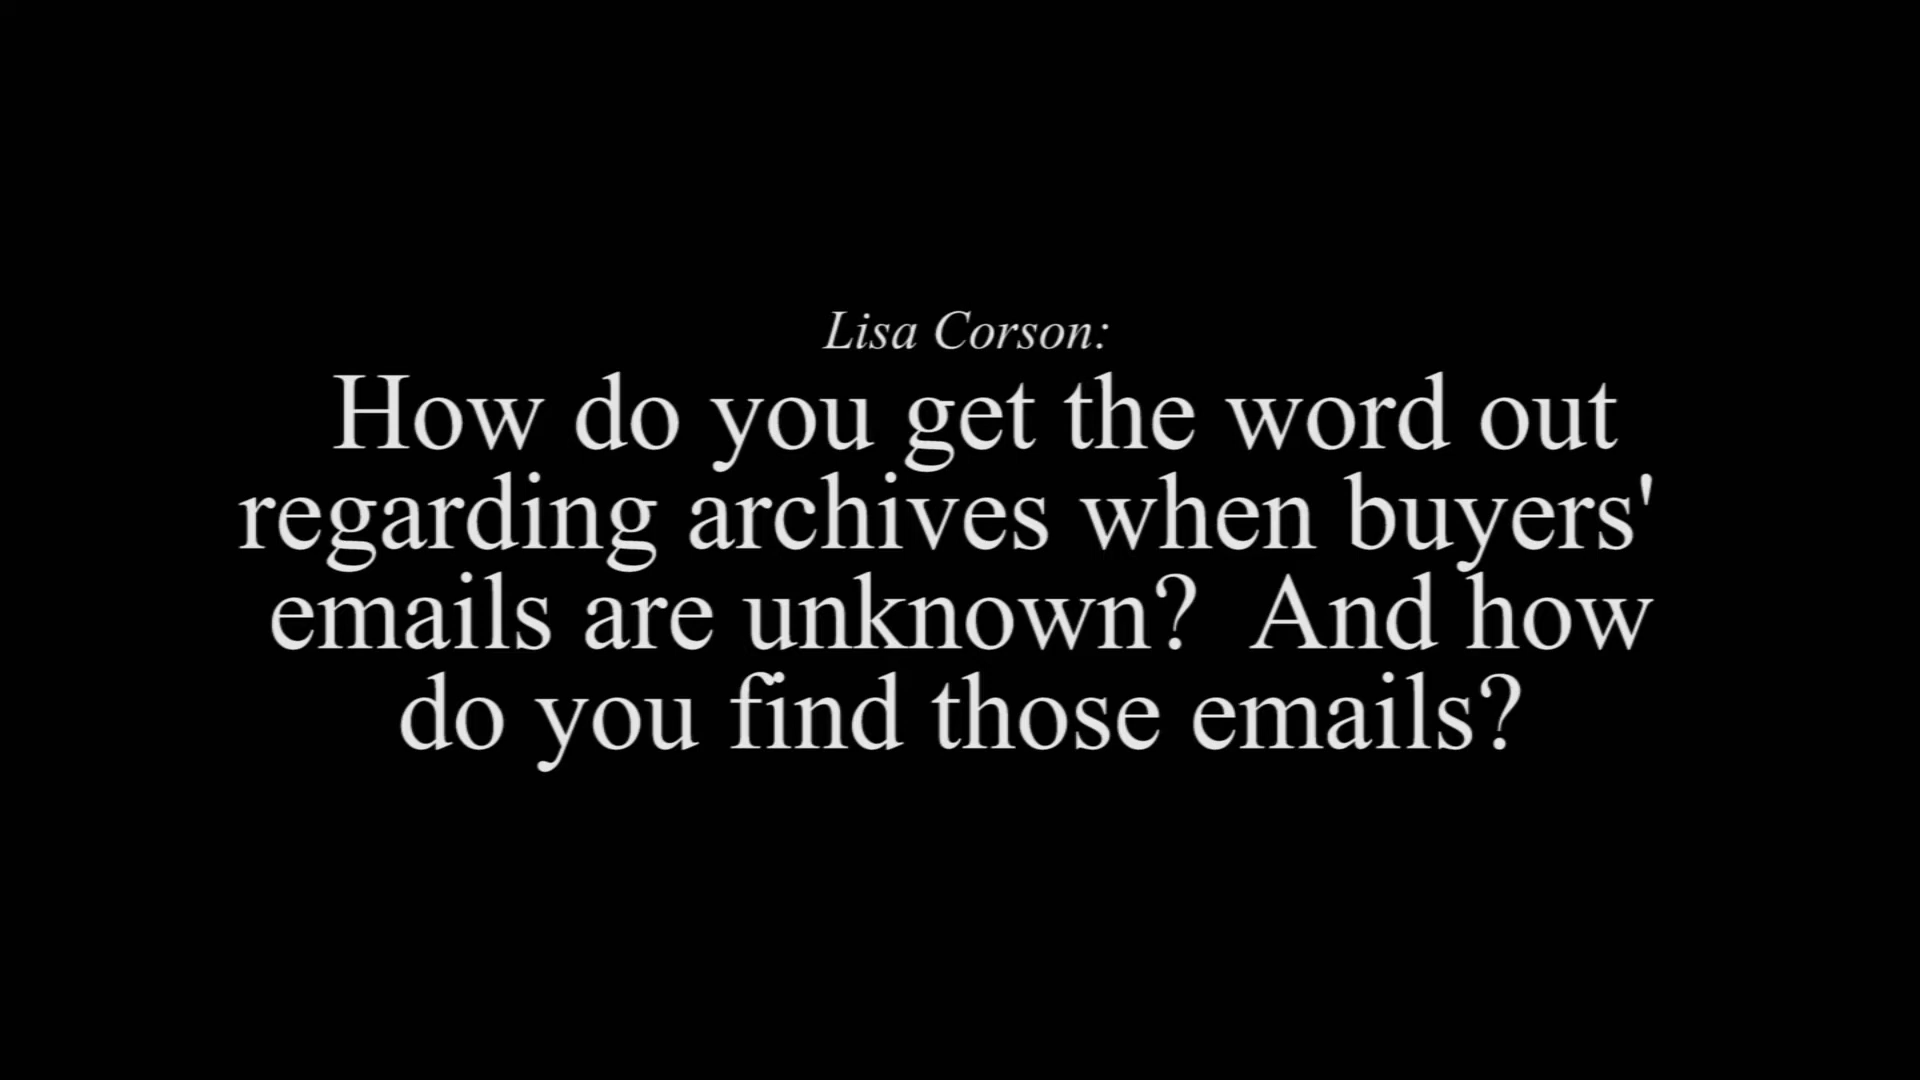 Lisa Corson:
How do you get the word out
regarding archives when buyers'
emails are unknown?  And how
do you find those emails?